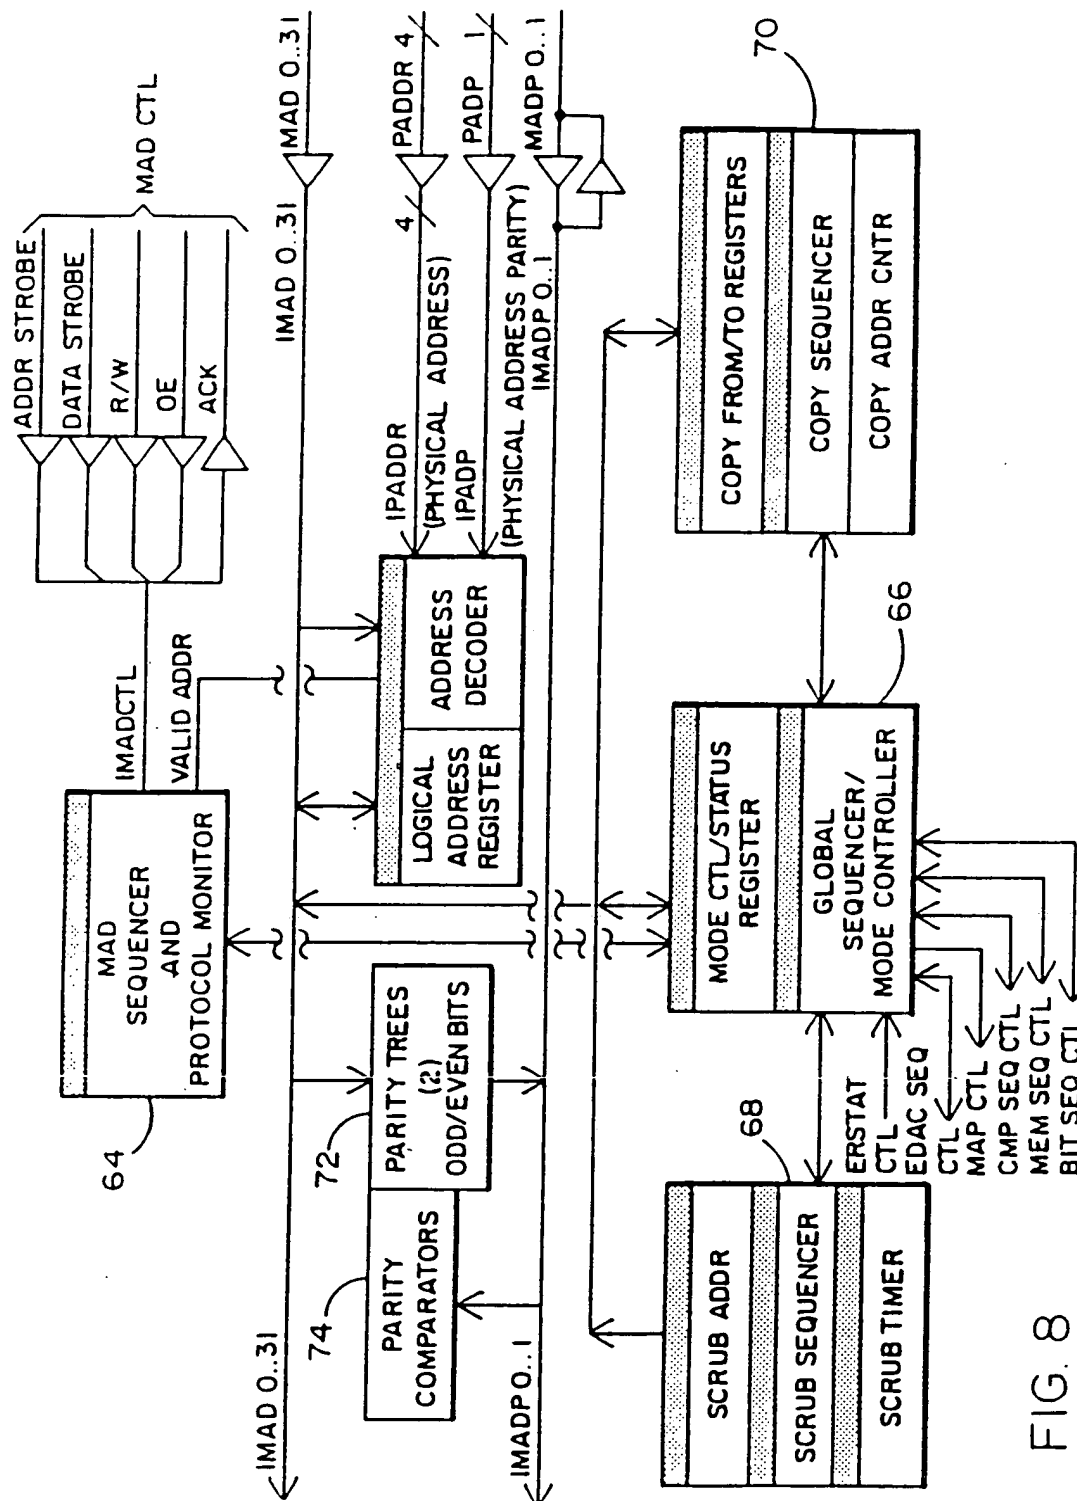 ADDR STROBE
DATA STROBE
R/W
OE
ACK
MAD CTL
IMADCTL
VALID ADDR
MAD
SEQUENCER
AND
PROTOCOL MONITOR
64
IMAD 0..31
IMAD 0..31
MAD 0..31
PARITY TREES
(2)
ODD/EVEN BITS
72
PARITY
COMPARATORS
74
LOGICAL
ADDRESS
REGISTER
ADDRESS
DECODER
IPADDR
(PHYSICAL ADDRESS)
IPADP
(PHYSICAL ADDRESS PARITY)
4
PADDR 4
PADP 1
IMADP 0..1
IMADP 0..1
MADP 0..1
SCRUB ADDR
SCRUB SEQUENCER
SCRUB TIMER
68
MODE CTL/STATUS
REGISTER
GLOBAL
SEQUENCER/
MODE CONTROLLER
66
COPY FROM/TO REGISTERS
COPY SEQUENCER
COPY ADDR CNTR
70
ERSTAT
CTL
EDAC SEQ
CTL
MAP CTL
CMP SEQ CTL
MEM SEQ CTL
BIT SEQ CTL
FIG. 8